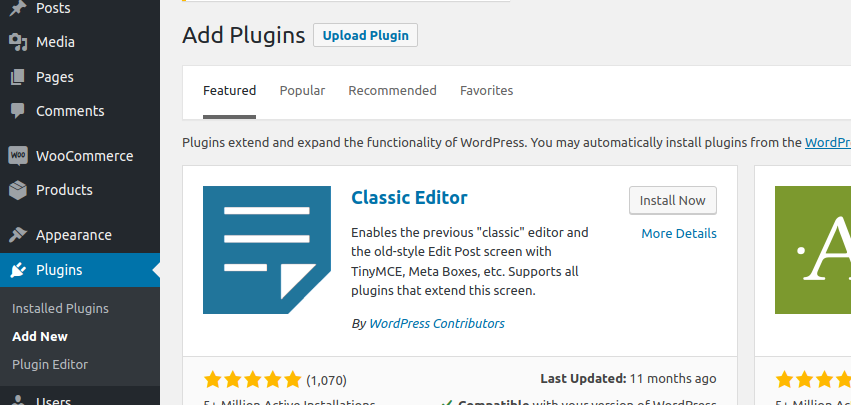 Posts
Media
Pages
Comments
WOO
WooCommerce
Products
Appearance
Plugins
Installed Plugins
Add New
Plugin Editor
Users
Add Plugins
Upload Plugin
Featured
Popular
Recommended
Favorites
Plugins extend and expand the functionality of WordPress. You may automatically install plugins from the WordPr
Classic Editor
Install Now
More Details
Enables the previous "classic" editor and
the old-style Edit Post screen with
TinyMCE, Meta Boxes, etc. Supports all
plugins that extend this screen.
By WordPress Contributors
(1,070)
Last Updated: 11 months ago
5+ Million Active Installations
Compatible with your version of WordPress
·A
5+ Million Ac